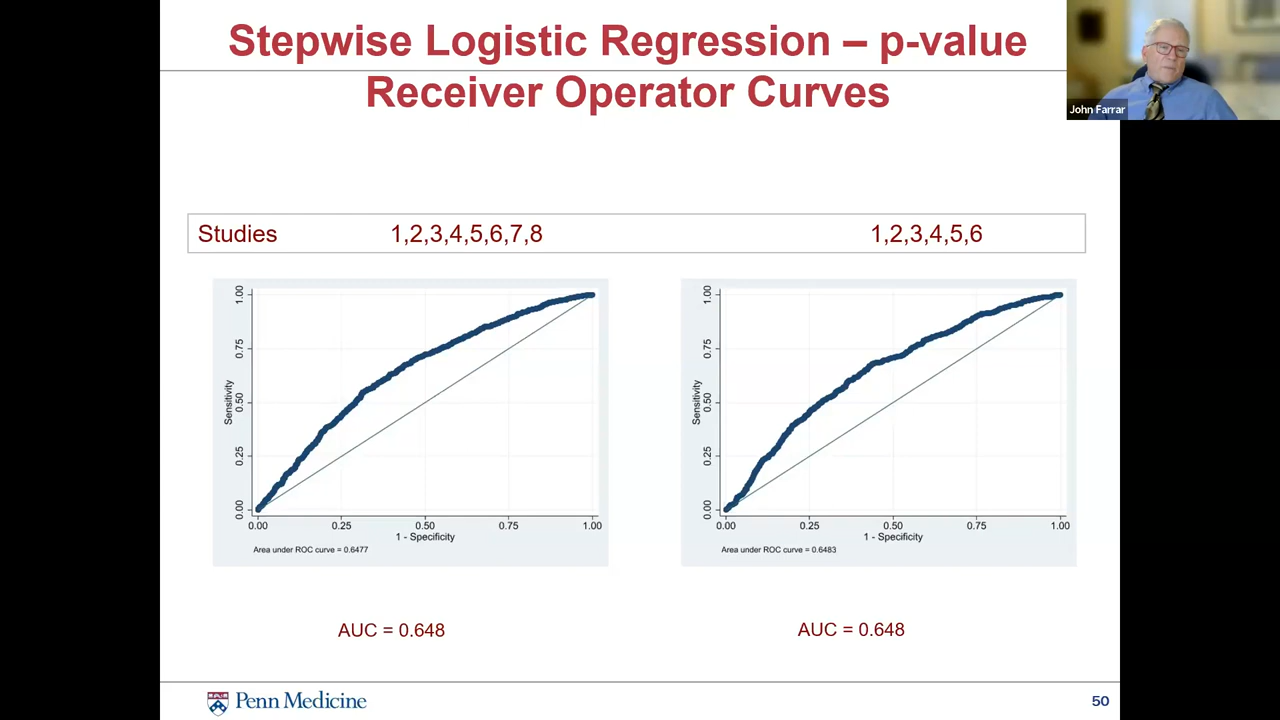 Stepwise Logistic Regression – p-value
Receiver Operator Curves
John Farrar
Studies 1,2,3,4,5,6,7,8 1,2,3,4,5,6
1.00
0.75
0.50
0.25
0.00
Sensitivity
0.00 0.25 0.50 0.75 1.00
1 - Specificity
Area under ROC curve = 0.6477
1.00
0.75
0.50
0.25
0.00
Sensitivity
0.00 0.25 0.50 0.75 1.00
1 - Specificity
Area under ROC curve = 0.6483
AUC = 0.648 AUC = 0.648
Penn Medicine
50